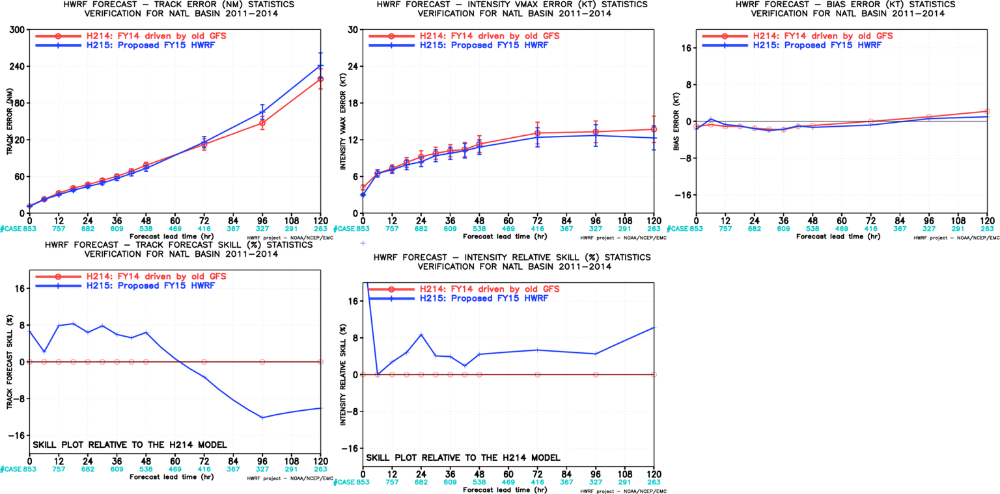 HWRF FORECAST − TRACK ERROR (NM) STATISTICS
VERIFICATION FOR NATL BASIN 2011−2014
H214: FY14 driven by old GFS
H215: Proposed FY15 HWRF
TRACK ERROR (NM)
300
240
180
120
60
0
0 12 24 36 48 60 72 84 96 108 120
#CASE 853 757 682 609 538 469 416 367 327 291 263
Forecast lead time (hr)
HWRF project − NOAA/NCEP/EMC
HWRF FORECAST − INTENSITY VMAX ERROR (KT) STATISTICS
VERIFICATION FOR NATL BASIN 2011−2014
H214: FY14 driven by old GFS
H215: Proposed FY15 HWRF
INTENSITY VMAX ERROR (KT)
30
24
18
12
6
0
0 12 24 36 48 60 72 84 96 108 120
#CASE 853 757 682 609 538 469 416 367 327 291 263
Forecast lead time (hr)
HWRF project − NOAA/NCEP/EMC
HWRF FORECAST − BIAS ERROR (KT) STATISTICS
VERIFICATION FOR NATL BASIN 2011−2014
H214: FY14 driven by old GFS
H215: Proposed FY15 HWRF
BIAS ERROR (KT)
16
8
0
−8
−16
0 12 24 36 48 60 72 84 96 108 120
#CASE 853 757 682 609 538 469 416 367 327 291 263
Forecast lead time (hr)
HWRF project − NOAA/NCEP/EMC
HWRF FORECAST − TRACK FORECAST SKILL (%) STATISTICS
VERIFICATION FOR NATL BASIN 2011−2014
H214: FY14 driven by old GFS
H215: Proposed FY15 HWRF
TRACK FORECAST SKILL (%)
16
8
0
−8
−16
SKILL PLOT RELATIVE TO THE H214 MODEL
0 12 24 36 48 60 72 84 96 108 120
#CASE 853 757 682 609 538 469 416 367 327 291 263
Forecast lead time (hr)
HWRF project − NOAA/NCEP/EMC
HWRF FORECAST − INTENSITY RELATIVE SKILL (%) STATISTICS
VERIFICATION FOR NATL BASIN 2011−2014
H214: FY14 driven by old GFS
H215: Proposed FY15 HWRF
INTENSITY RELATIVE SKILL (%)
16
8
0
−8
−16
SKILL PLOT RELATIVE TO THE H214 MODEL
0 12 24 36 48 60 72 84 96 108 120
#CASE 853 757 682 609 538 469 416 367 327 291 263
Forecast lead time (hr)
HWRF project − NOAA/NCEP/EMC